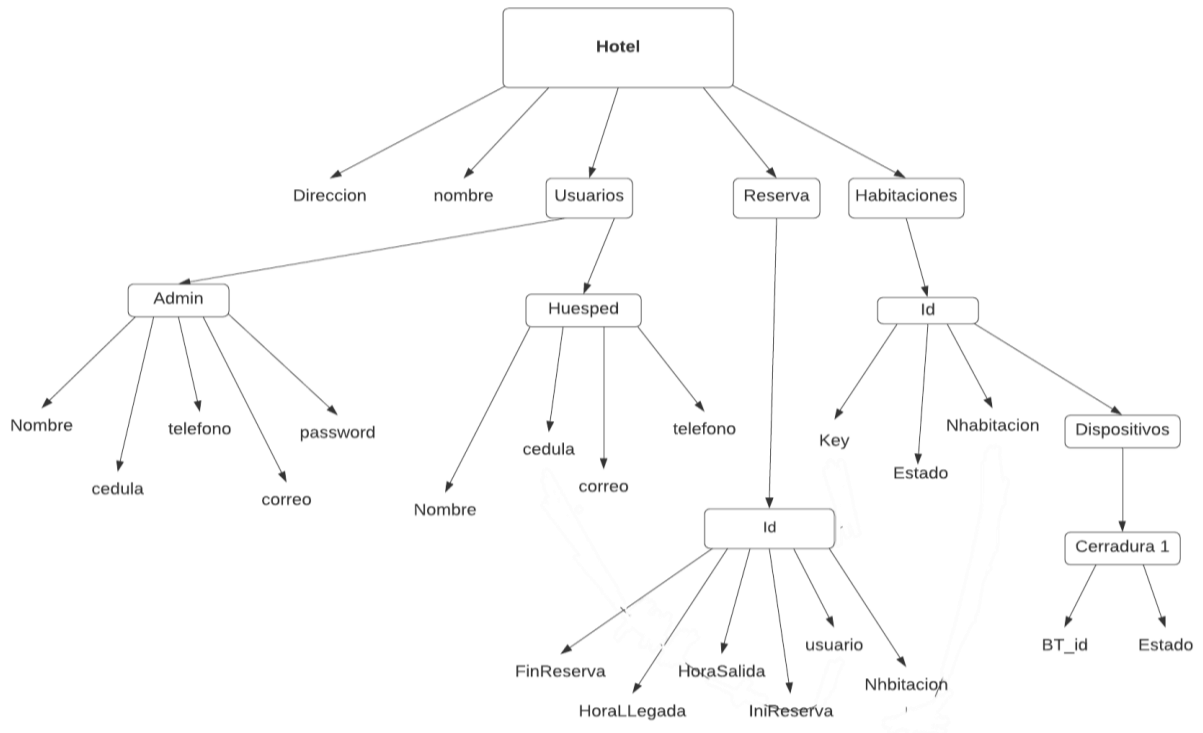 Hotel
Direccion
nombre
Usuarios
Reserva
Habitaciones
Admin
Huesped
Id
Nombre
cedula
telefono
correo
password
Nombre
cedula
correo
telefono
Key
Estado
Nhabitacion
Dispositivos
Id
Cerradura 1
FinReserva
HoraLLegada
HoraSalida
IniReserva
usuario
Nhbitacion
BT_id
Estado